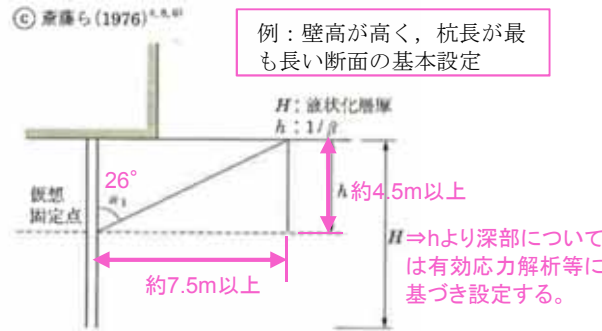 ⓒ 斎藤ら(1976)
例：壁高が高く，杭長が最
も長い断面の基本設定
H：液状化層厚
h：1/β
26°
α₁
仮想
固定点
h 約4.5m以上
約7.5m以上
H ⇒hより深部について
は有効応力解析等に
基づき設定する。